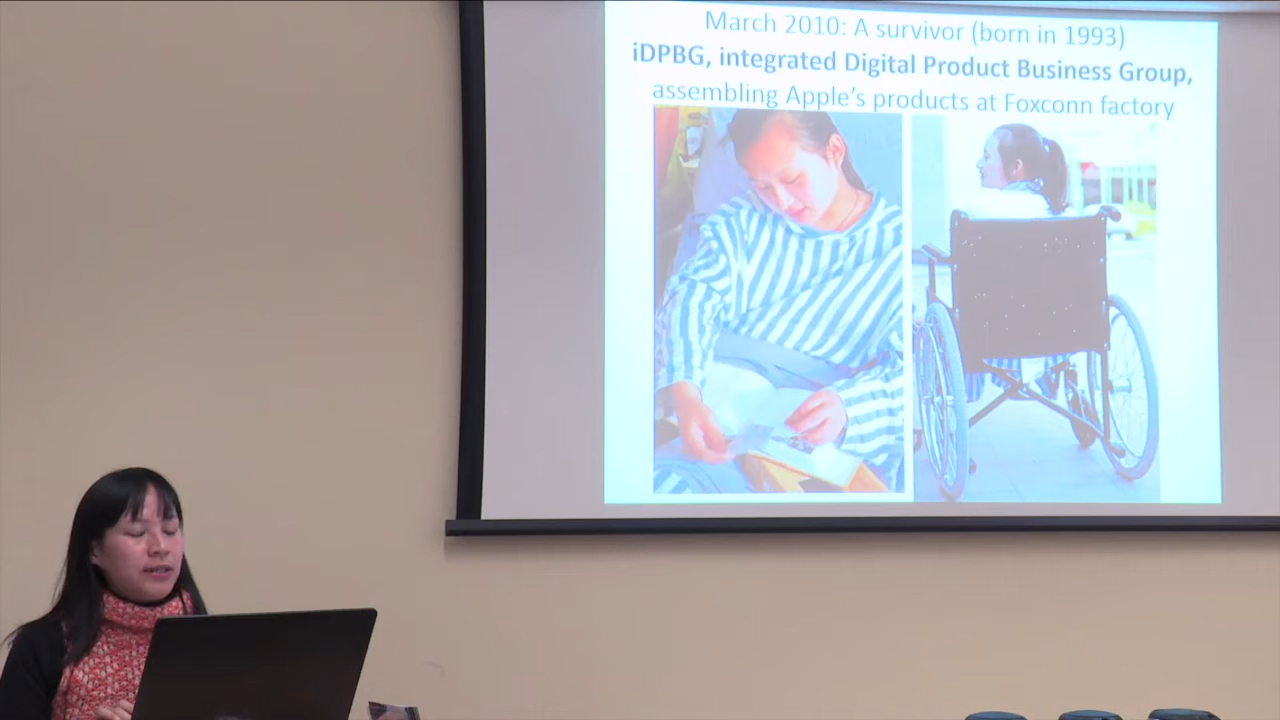 March 2010: A survivor (born in 1993)
iDPBG, integrated Digital Product Business Group,
assembling Apple's products at Foxconn factory